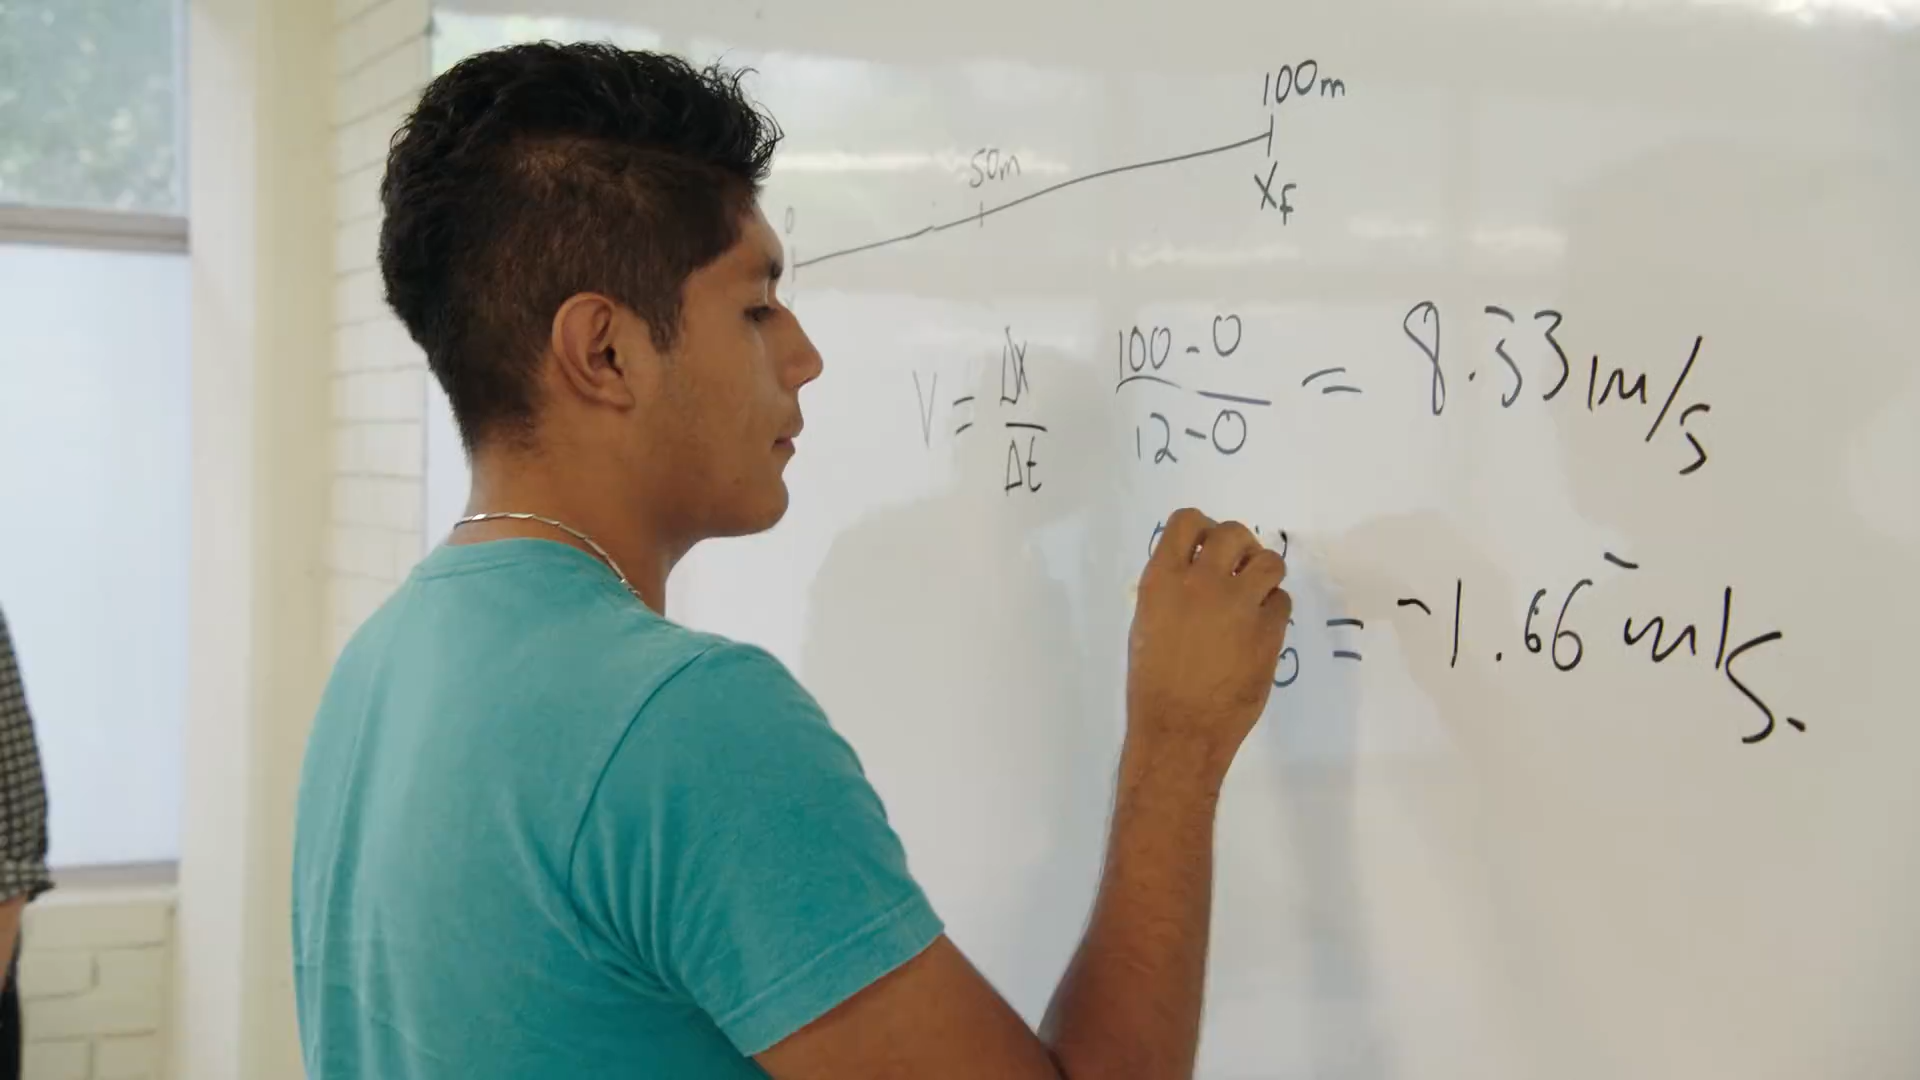 100m
50m
0
Xf
V = Δx/Δt 100-0/12-0 = 8.33 m/s
= -1.66 m/s.